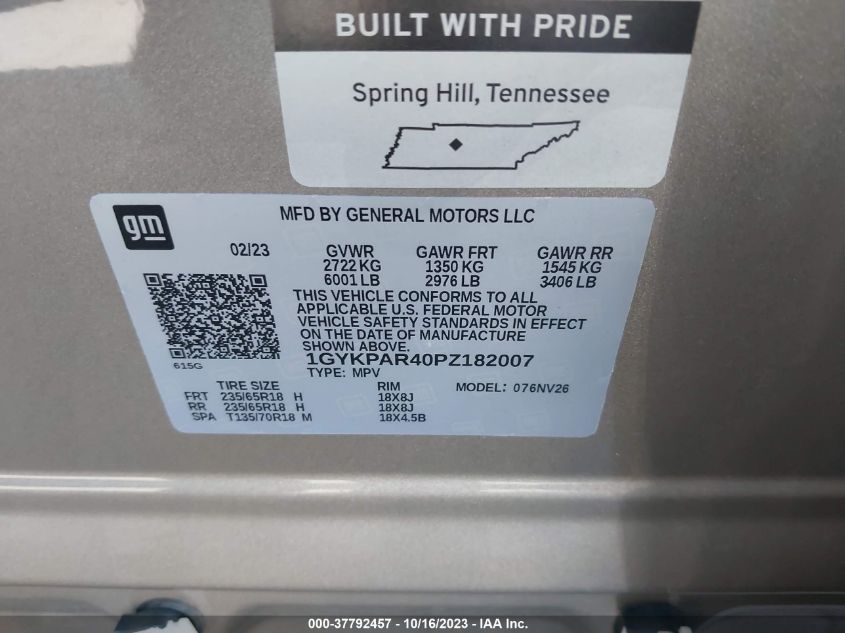 BUILT WITH PRIDE
Spring Hill, Tennessee
gm
MFD BY GENERAL MOTORS LLC
02/23 GVWR GAWR FRT GAWR RR
2722 KG 1350 KG 1545 KG
6001 LB 2976 LB 3406 LB
THIS VEHICLE CONFORMS TO ALL
APPLICABLE U.S. FEDERAL MOTOR
VEHICLE SAFETY STANDARDS IN EFFECT
ON THE DATE OF MANUFACTURE
SHOWN ABOVE.
615G
1GYKPAR40PZ182007
TYPE: MPV
TIRE SIZE RIM MODEL: 076NV26
FRT 235/65R18 H 18X8J
RR 235/65R18 H 18X8J
SPA T135/70R18 M 18X4.5B
000-37792457 - 10/16/2023 - IAA Inc.